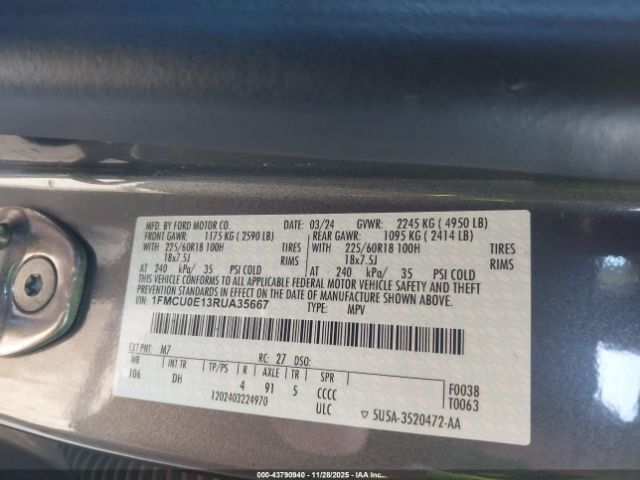 MFD. BY FORD MOTOR CO. 03/24 GVWR: 2245 KG ( 4950 LB)
FRONT GAWR: 1175 KG ( 2590 LB) REAR GAWR: 1095 KG ( 2414 LB)
WITH 225/60R18 100H TIRES WITH 225/60R18 100H TIRES
18x7.5J RIMS 18x7.5J RIMS
AT 240 kPa/ 35 PSI COLD AT 240 kPa/ 35 PSI COLD
THIS VEHICLE CONFORMS TO ALL APPLICABLE FEDERAL MOTOR VEHICLE SAFETY AND THEFT
PREVENTION STANDARDS IN EFFECT ON THE DATE OF MANUFACTURE SHOWN ABOVE.
VIN: 1FMCU0E13RUA35667 TYPE: MPV
EXT PNT: M7 RC: 27 DSO:
WB INT TR TP/PS R AXLE TR SPR
106 DH 4 91 5 CCCC
1202403224970 ULC
F0038
T0063
▽ 5U5A-3520472-AA
000-43790940 - 11/28/2025 - IAAI.COM